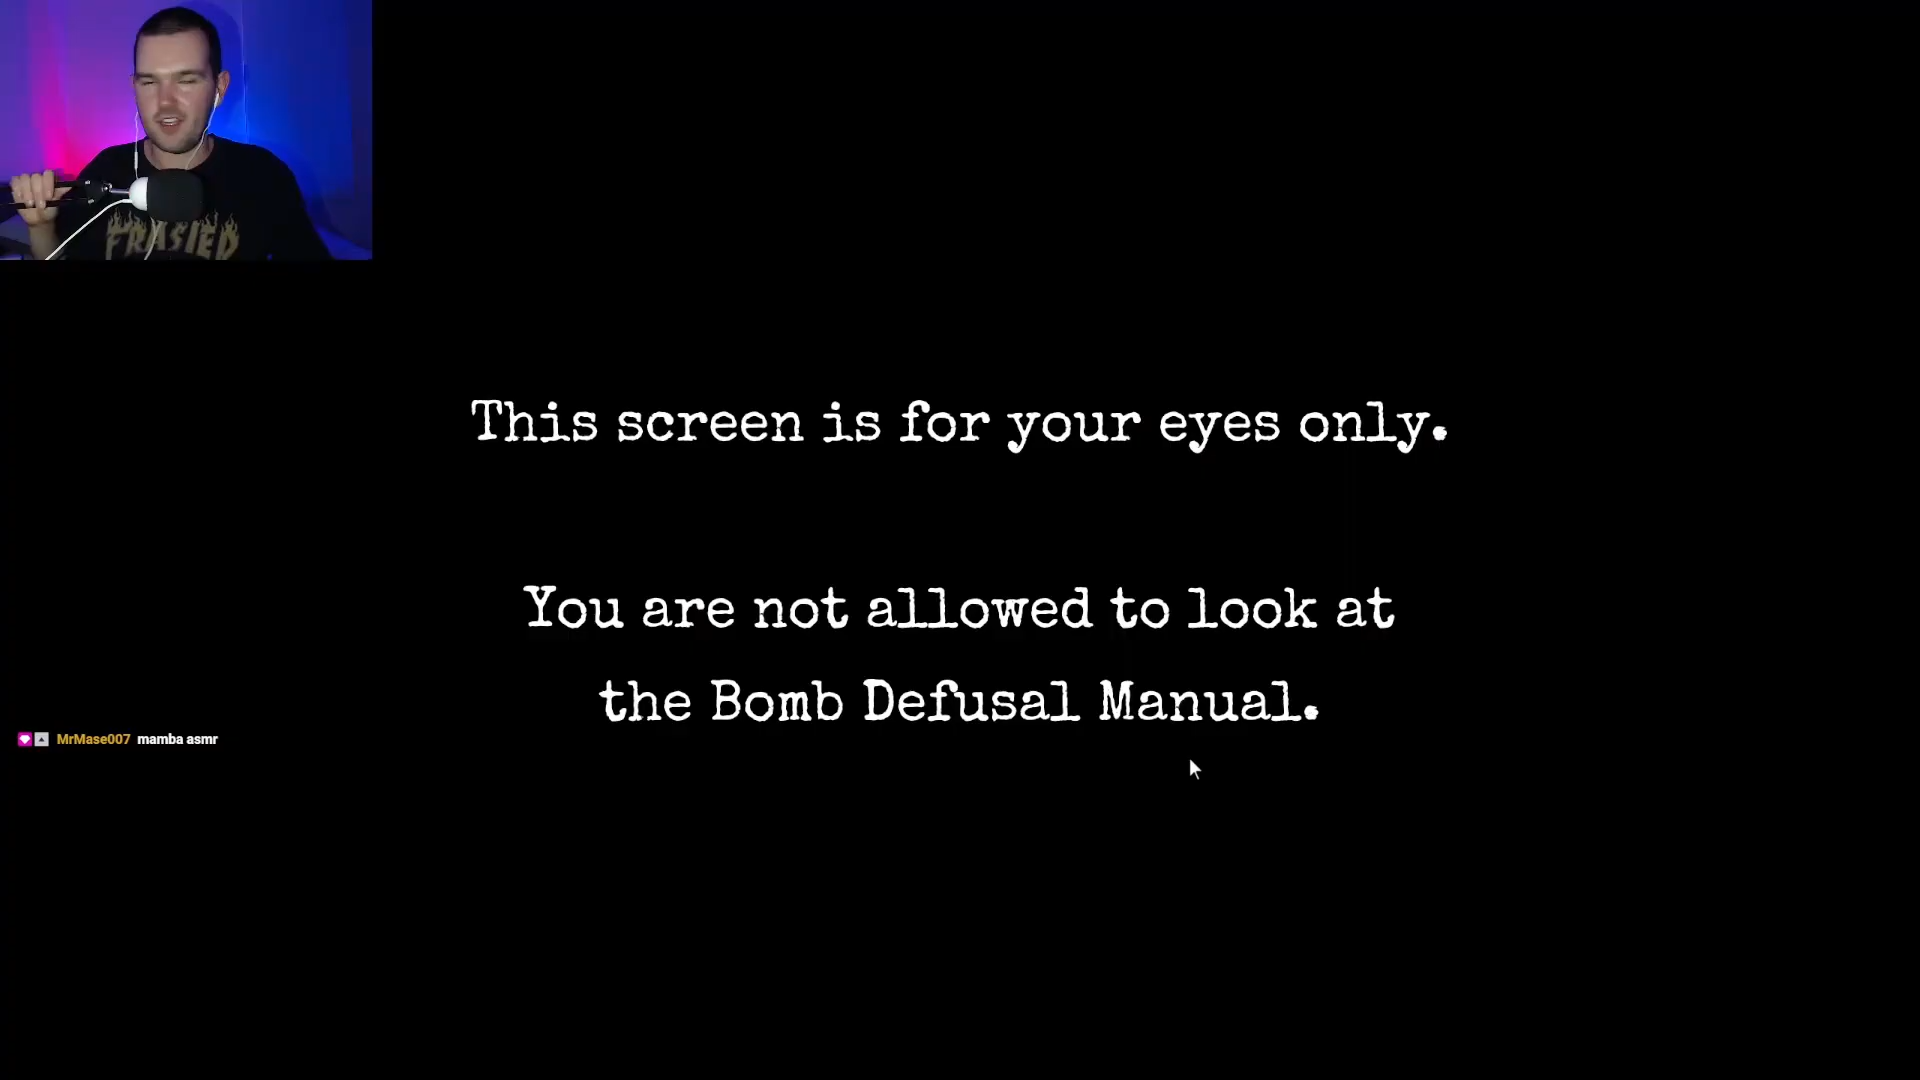 FRASIER
This screen is for your eyes only.
You are not allowed to look at
the Bomb Defusal Manual.
MrMase007 mamba asmr